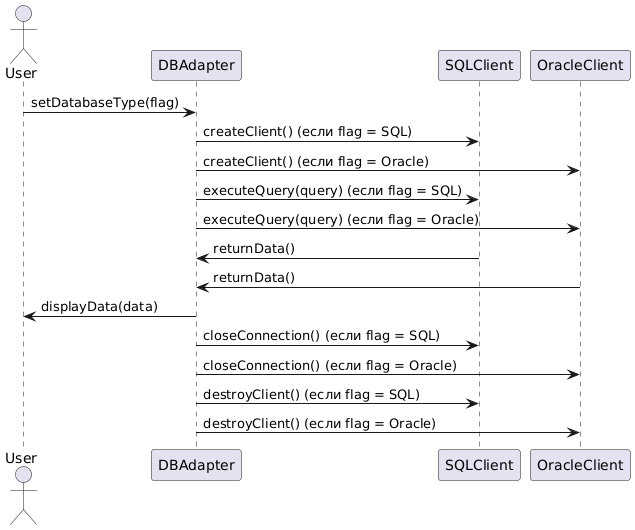 User
DBAdapter
SQLClient
OracleClient
setDatabaseType(flag)
createClient() (если flag = SQL)
createClient() (если flag = Oracle)
executeQuery(query) (если flag = SQL)
executeQuery(query) (если flag = Oracle)
returnData()
returnData()
displayData(data)
closeConnection() (если flag = SQL)
closeConnection() (если flag = Oracle)
destroyClient() (если flag = SQL)
destroyClient() (если flag = Oracle)
User
DBAdapter
SQLClient
OracleClient